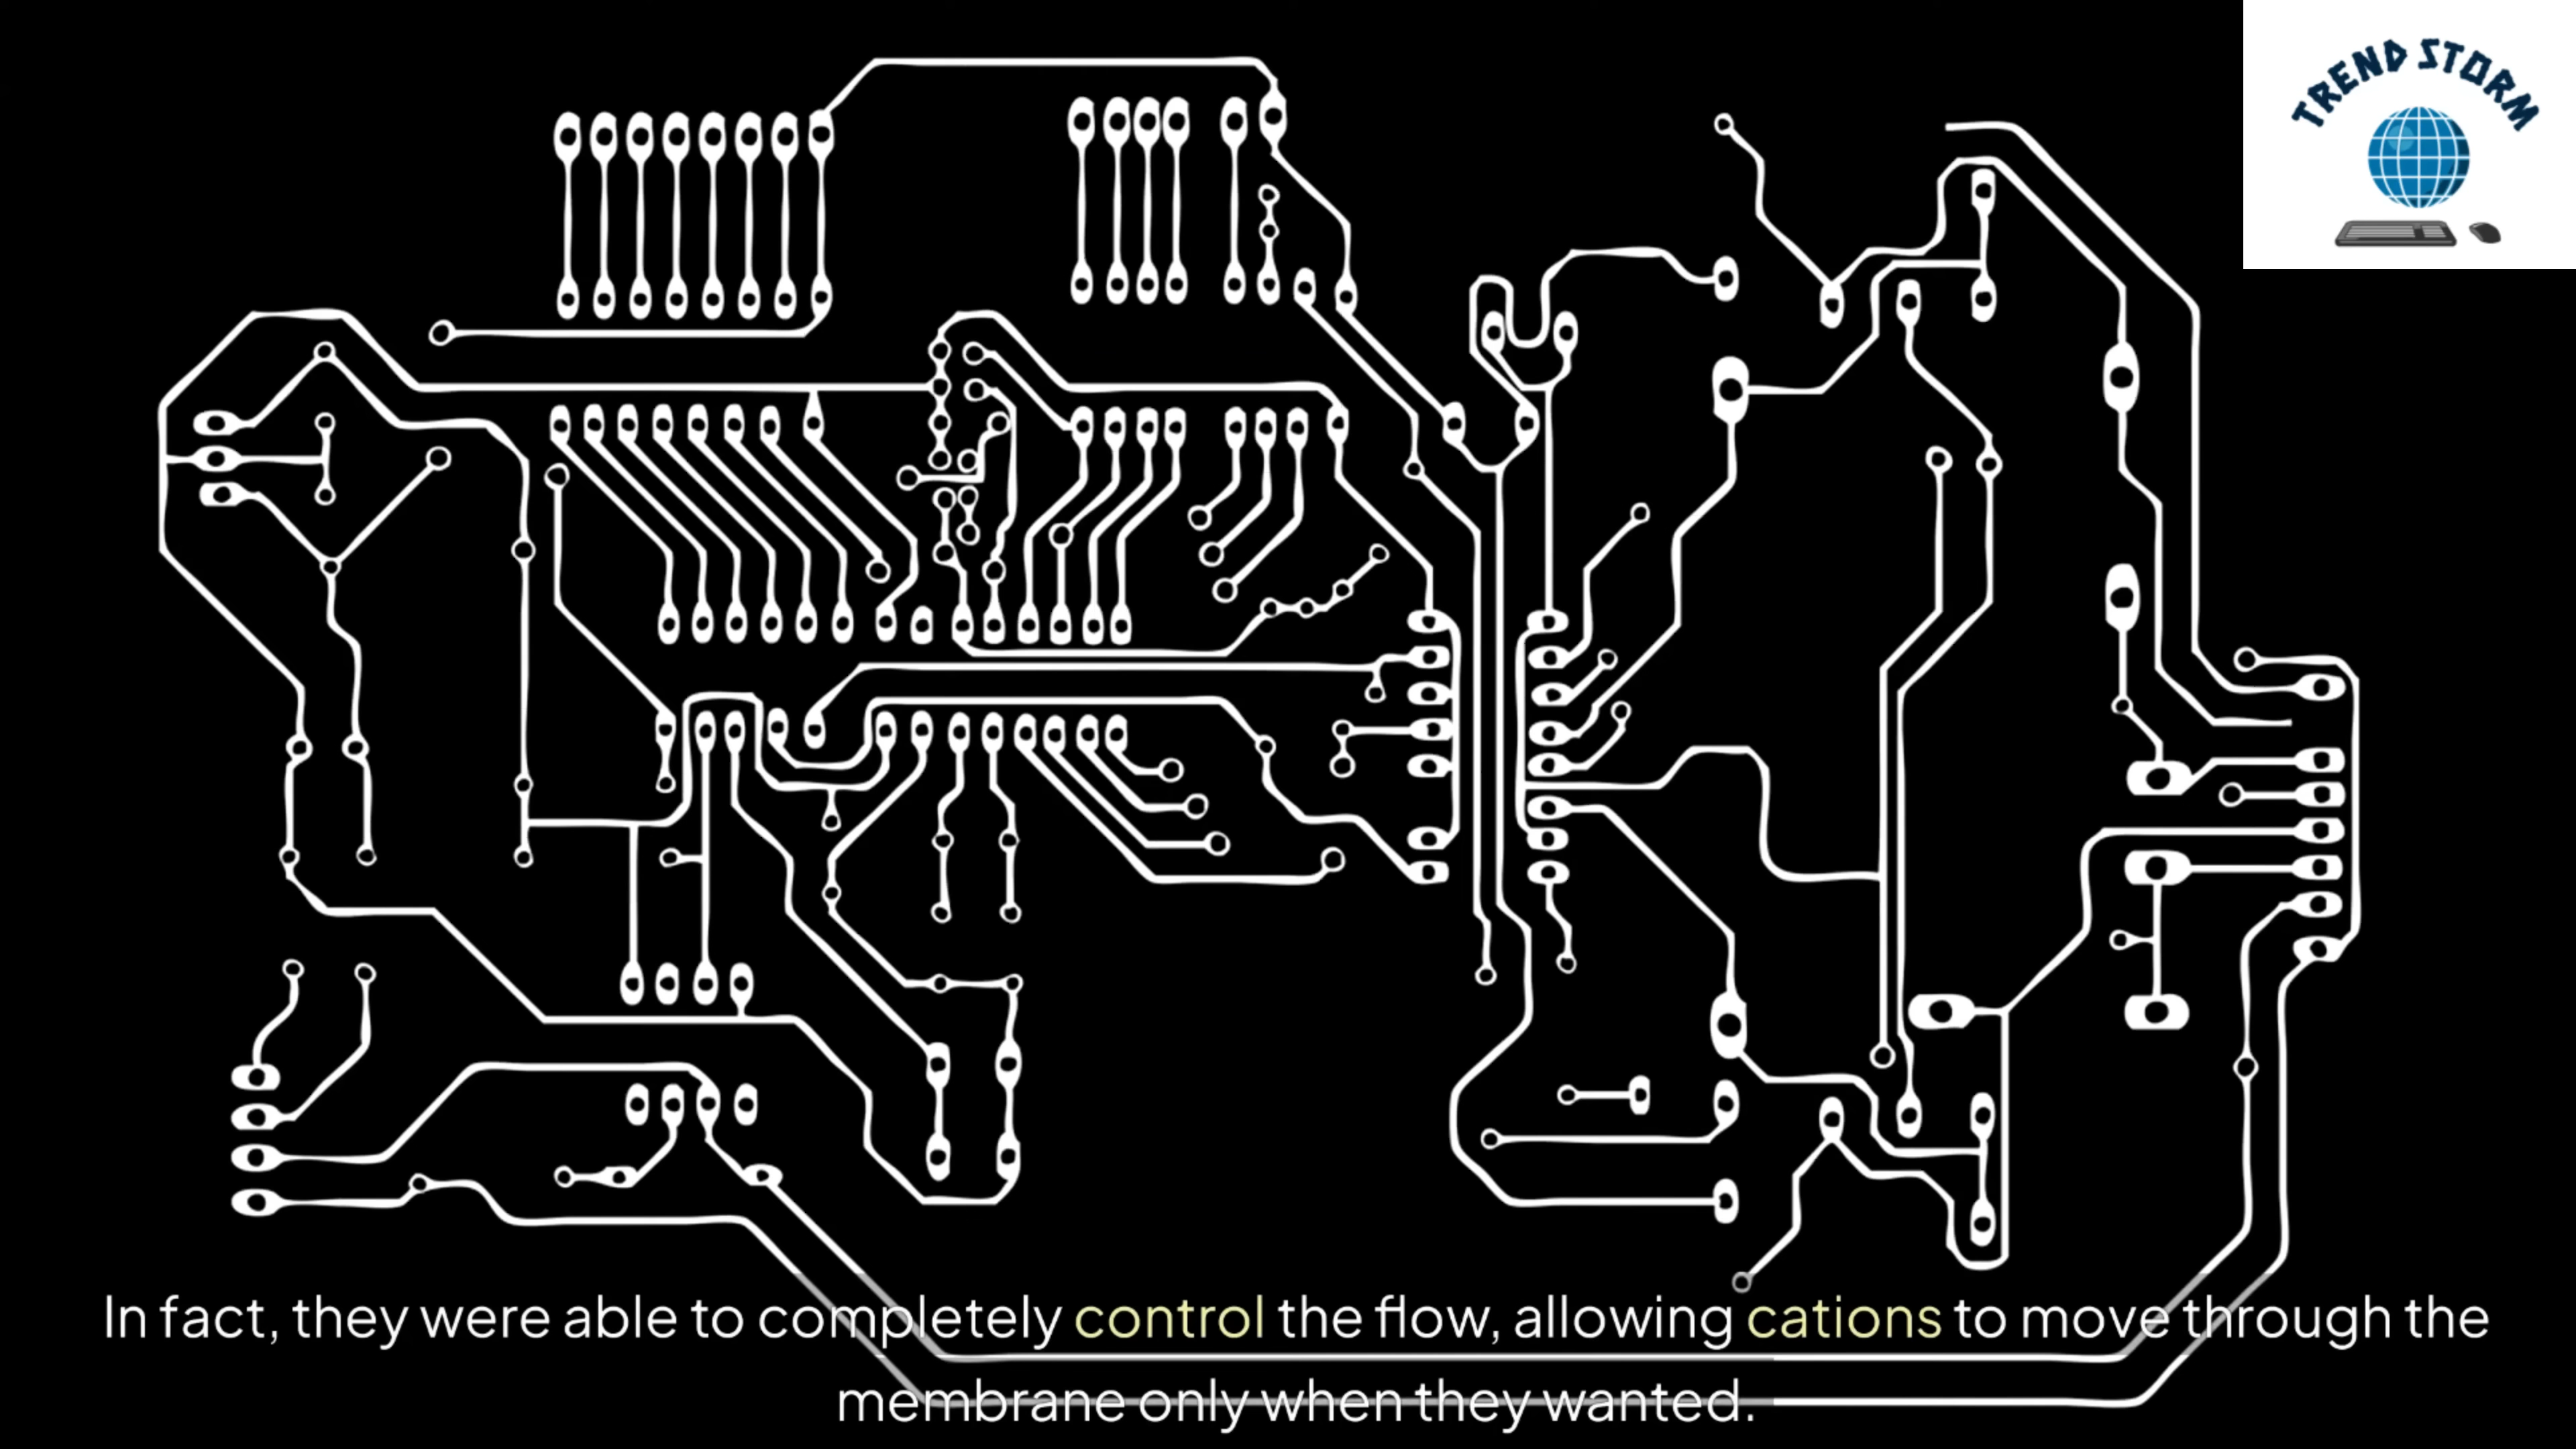 TREND STORM
In fact, they were able to completely control the flow, allowing cations to move through the
membrane only when they wanted.